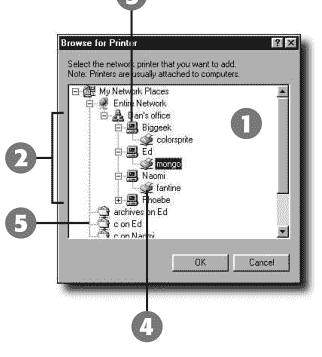 3
Browse for Printer
Select the network printer that you want to add.
Note: Printers are usually attached to computers.
My Network Places
Entire Network
Dan's office
Biggeek
colorsprite
Ed
mongo
Naomi
fantine
Phoebe
archives on Ed
c on Ed
c on Naomi
1
2
5
OK
Cancel
4